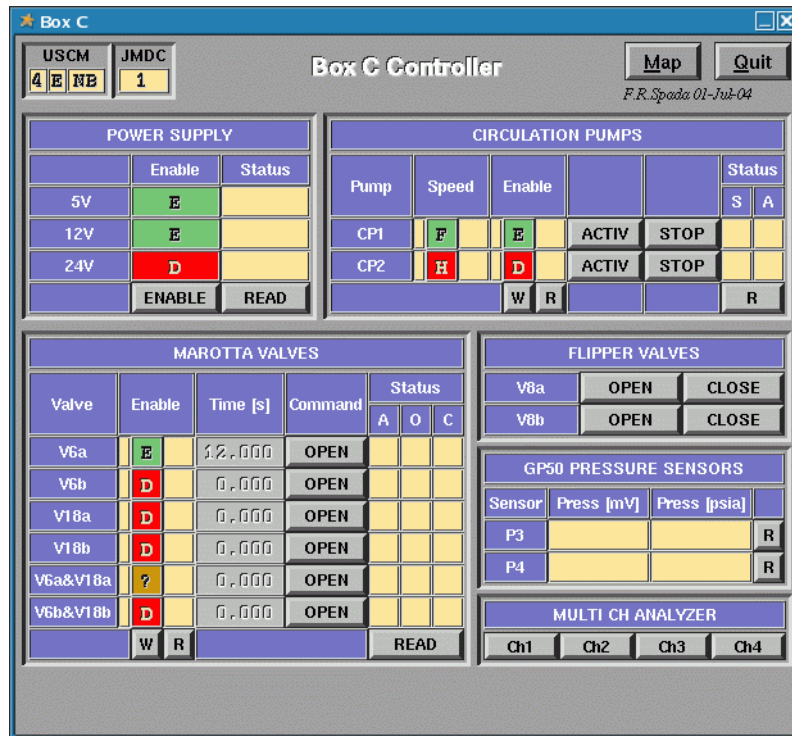 Box C
USCM JMDC
4 E NB 1
Box C Controller
Map Quit
F.R.Spada 01-Jul-04
POWER SUPPLY
Enable Status
5V E
12V E
24V D
ENABLE READ
CIRCULATION PUMPS
Pump Speed Enable Status
S A
CP1 F E ACTIV STOP
CP2 H D ACTIV STOP
W R R
MAROTTA VALVES
Valve Enable Time [s] Command Status
A O C
V6a E 12.000 OPEN
V6b D 0.000 OPEN
V18a D 0.000 OPEN
V18b D 0.000 OPEN
V6a&V18a ? 0.000 OPEN
V6b&V18b D 0.000 OPEN
W R READ
FLIPPER VALVES
V8a OPEN CLOSE
V8b OPEN CLOSE
GP50 PRESSURE SENSORS
Sensor Press [mV] Press [psia]
P3 R
P4 R
MULTI CH ANALYZER
Ch1 Ch2 Ch3 Ch4